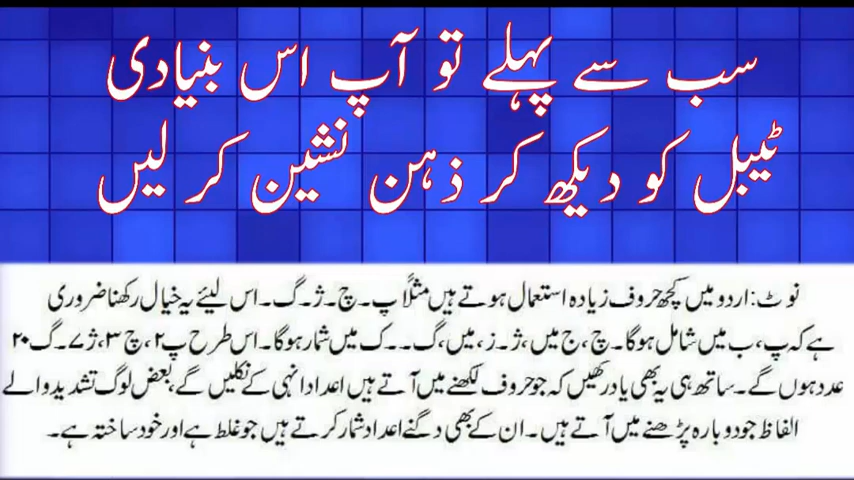 سب سے پہلے تو آپ اس بنیادی
ٹیبل کو دیکھ کر ذہن نشین کر لیں
نوٹ: اردو میں کچھ حروف زیادہ استعمال ہوتے ہیں مثلاً پ۔ چ۔ ژ۔ گ۔ اس لیئے یہ خیال رکھنا ضروری
ہے کہ پ، ب میں شامل ہوگا۔ چ، ج میں، ژ۔ ز، میں، گ۔۔ ک میں شمار ہوگا۔ اس طرح پ ۲، چ ۳، ژ ۷۔ گ ۲۰
عدد ہوں گے۔ ساتھ ہی یہ بھی یاد رکھیں کہ جو حروف لکھنے میں آتے ہیں اعداد انہی کے نکلیں گے، بعض لوگ تشدید والے
الفاظ جو دوبارہ پڑھنے میں آتے ہیں۔ ان کے بھی دگنے اعداد شمار کرتے ہیں جو غلط ہے اور خود ساختہ ہے۔